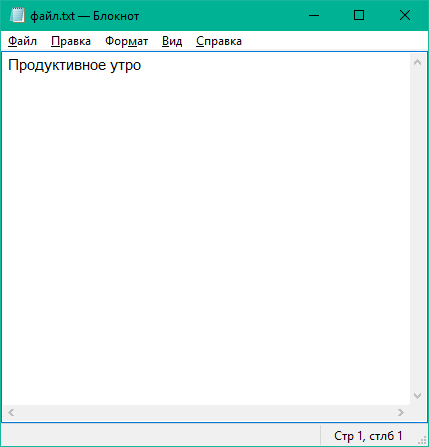 файл.txt — Блокнот
Файл Правка Формат Вид Справка
Продуктивное утро
Стр 1, стлб 1